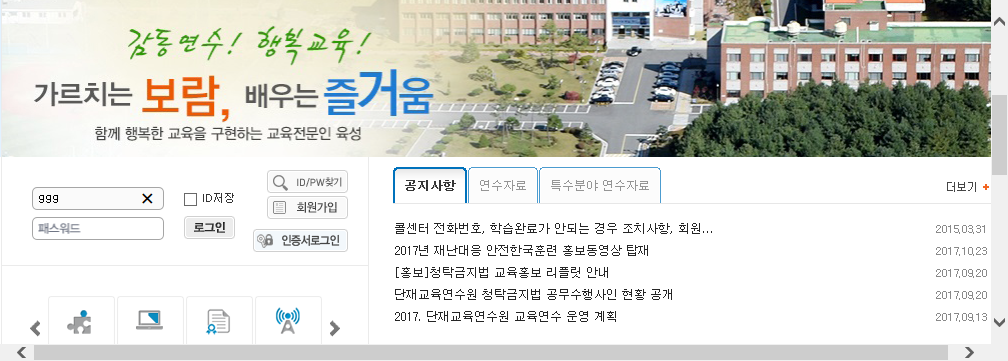 감동연수! 행복교육!
가르치는 보람, 배우는 즐거움
함께 행복한 교육을 구현하는 교육전문인 육성
ggg
ID저장
ID/PW찾기
회원가입
패스워드
로그인
인증서로그인
공지사항 연수자료 특수분야 연수자료 더보기 +
콜센터 전화번호, 학습완료가 안되는 경우 조치사항, 회원... 2015.03.31
2017년 재난대응 안전한국훈련 홍보동영상 탑재 2017.10.23
[홍보]청탁금지법 교육홍보 리플릿 안내 2017.09.20
단재교육연수원 청탁금지법 공무수행사인 현황 공개 2017.09.20
2017. 단재교육연수원 교육연수 운영 계획 2017.09.13